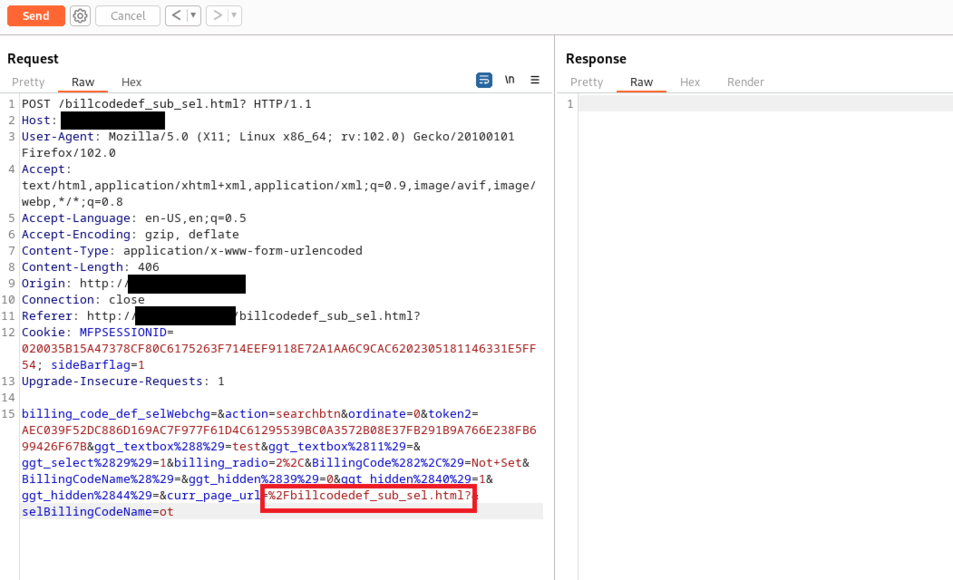 Send Cancel < > 
Request
Pretty Raw Hex \n
1 POST /billcodedef_sub_sel.html? HTTP/1.1
2 Host:
3 User-Agent: Mozilla/5.0 (X11; Linux x86_64; rv:102.0) Gecko/20100101
Firefox/102.0
4 Accept:
text/html,application/xhtml+xml,application/xml;q=0.9,image/avif,image/
webp,*/*;q=0.8
5 Accept-Language: en-US,en;q=0.5
6 Accept-Encoding: gzip, deflate
7 Content-Type: application/x-www-form-urlencoded
8 Content-Length: 406
9 Origin: http://
10 Connection: close
11 Referer: http:// /billcodedef_sub_sel.html?
12 Cookie: MFPSESSIONID=
020035B15A47378CF80C6175263F714EEF9118E72A1AA6C9CAC6202305181146331E5FF
54; sideBarflag=1
13 Upgrade-Insecure-Requests: 1
14
15 billing_code_def_selWebchg=&action=searchbtn&ordinate=0&token2=
AEC039F52DC886D169AC7F977F61D4C61295539BC0A3572B08E37FB291B9A766E238FB6
99426F67B&ggt_textbox%288%29=test&ggt_textbox%2811%29=&
ggt_select%2829%29=1&billing_radio=2%2C&BillingCode%282%2C%29=Not+Set&
BillingCodeName%28%29=&ggt_hidden%2839%29=0&ggt_hidden%2840%29=1&
ggt_hidden%2844%29=&curr_page_url=%2Fbillcodedef_sub_sel.html?&
selBillingCodeName=ot
Response
Pretty Raw Hex Render
1